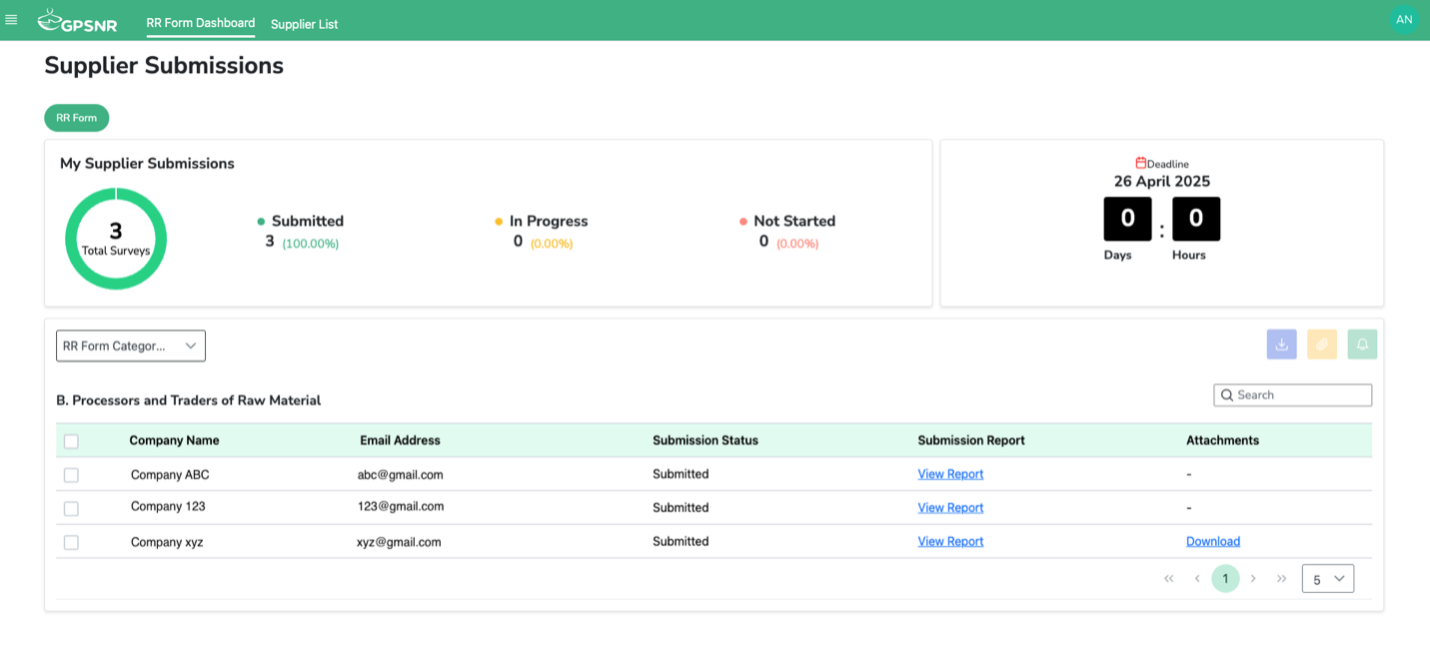 GPSNR RR Form Dashboard Supplier List AN
Supplier Submissions
RR Form
My Supplier Submissions
3
Total Surveys
Submitted
3 (100.00%)
In Progress
0 (0.00%)
Not Started
0 (0.00%)
Deadline
26 April 2025
0 : 0
Days Hours
RR Form Categor...
B. Processors and Traders of Raw Material
Search
Company Name Email Address Submission Status Submission Report Attachments
Company ABC abc@gmail.com Submitted View Report -
Company 123 123@gmail.com Submitted View Report -
Company xyz xyz@gmail.com Submitted View Report Download
« ‹ 1 › » 5